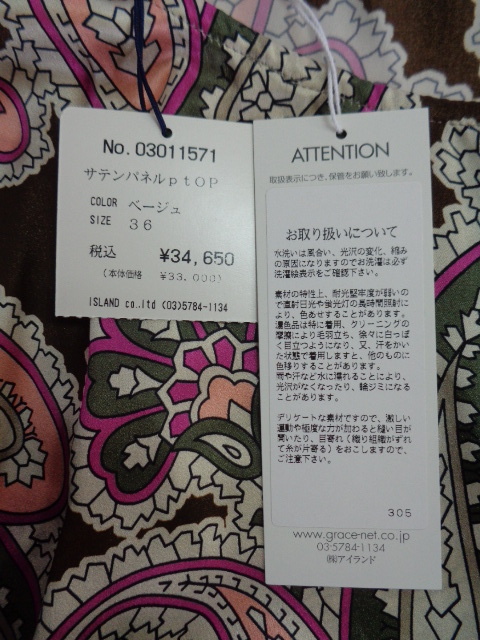 No. 03011571
サテンパネルptOP
COLOR ベージュ
SIZE 36
税込 ¥34,650
(本体価格 ¥33,000)
ISLAND co.,ltd (03)5784-1134
ATTENTION
取扱表示につき、保管をお願い致します。
お取り扱いについて
水洗いは風合い、光沢の変化、縮み
の原因になりますのでお洗濯は必ず
洗濯絵表示をご確認下さい。
素材の特性上、耐光堅牢度が弱いの
で直射日光や蛍光灯の長時間照射に
より、色あせすることがあります。
濃色品は特に着用、クリーニングの
摩擦により毛羽立ち、徐々に白っぽ
く目立つようになり、又、汗をかい
た状態で着用しますと、他のものに
色移りすることがあります。
雨や汗など水に濡れることにより、
光沢がなくなったり、輪ジミになる
ことがあります。
デリケートな素材ですので、激しい
運動や極度な力が加わると縫い目が
開いたり、目寄れ(織り組織がずれ
て糸が片寄る)をおこしますので、
ご注意下さい。
305
www.grace-net.co.jp
03-5784-1134
㈱アイランド